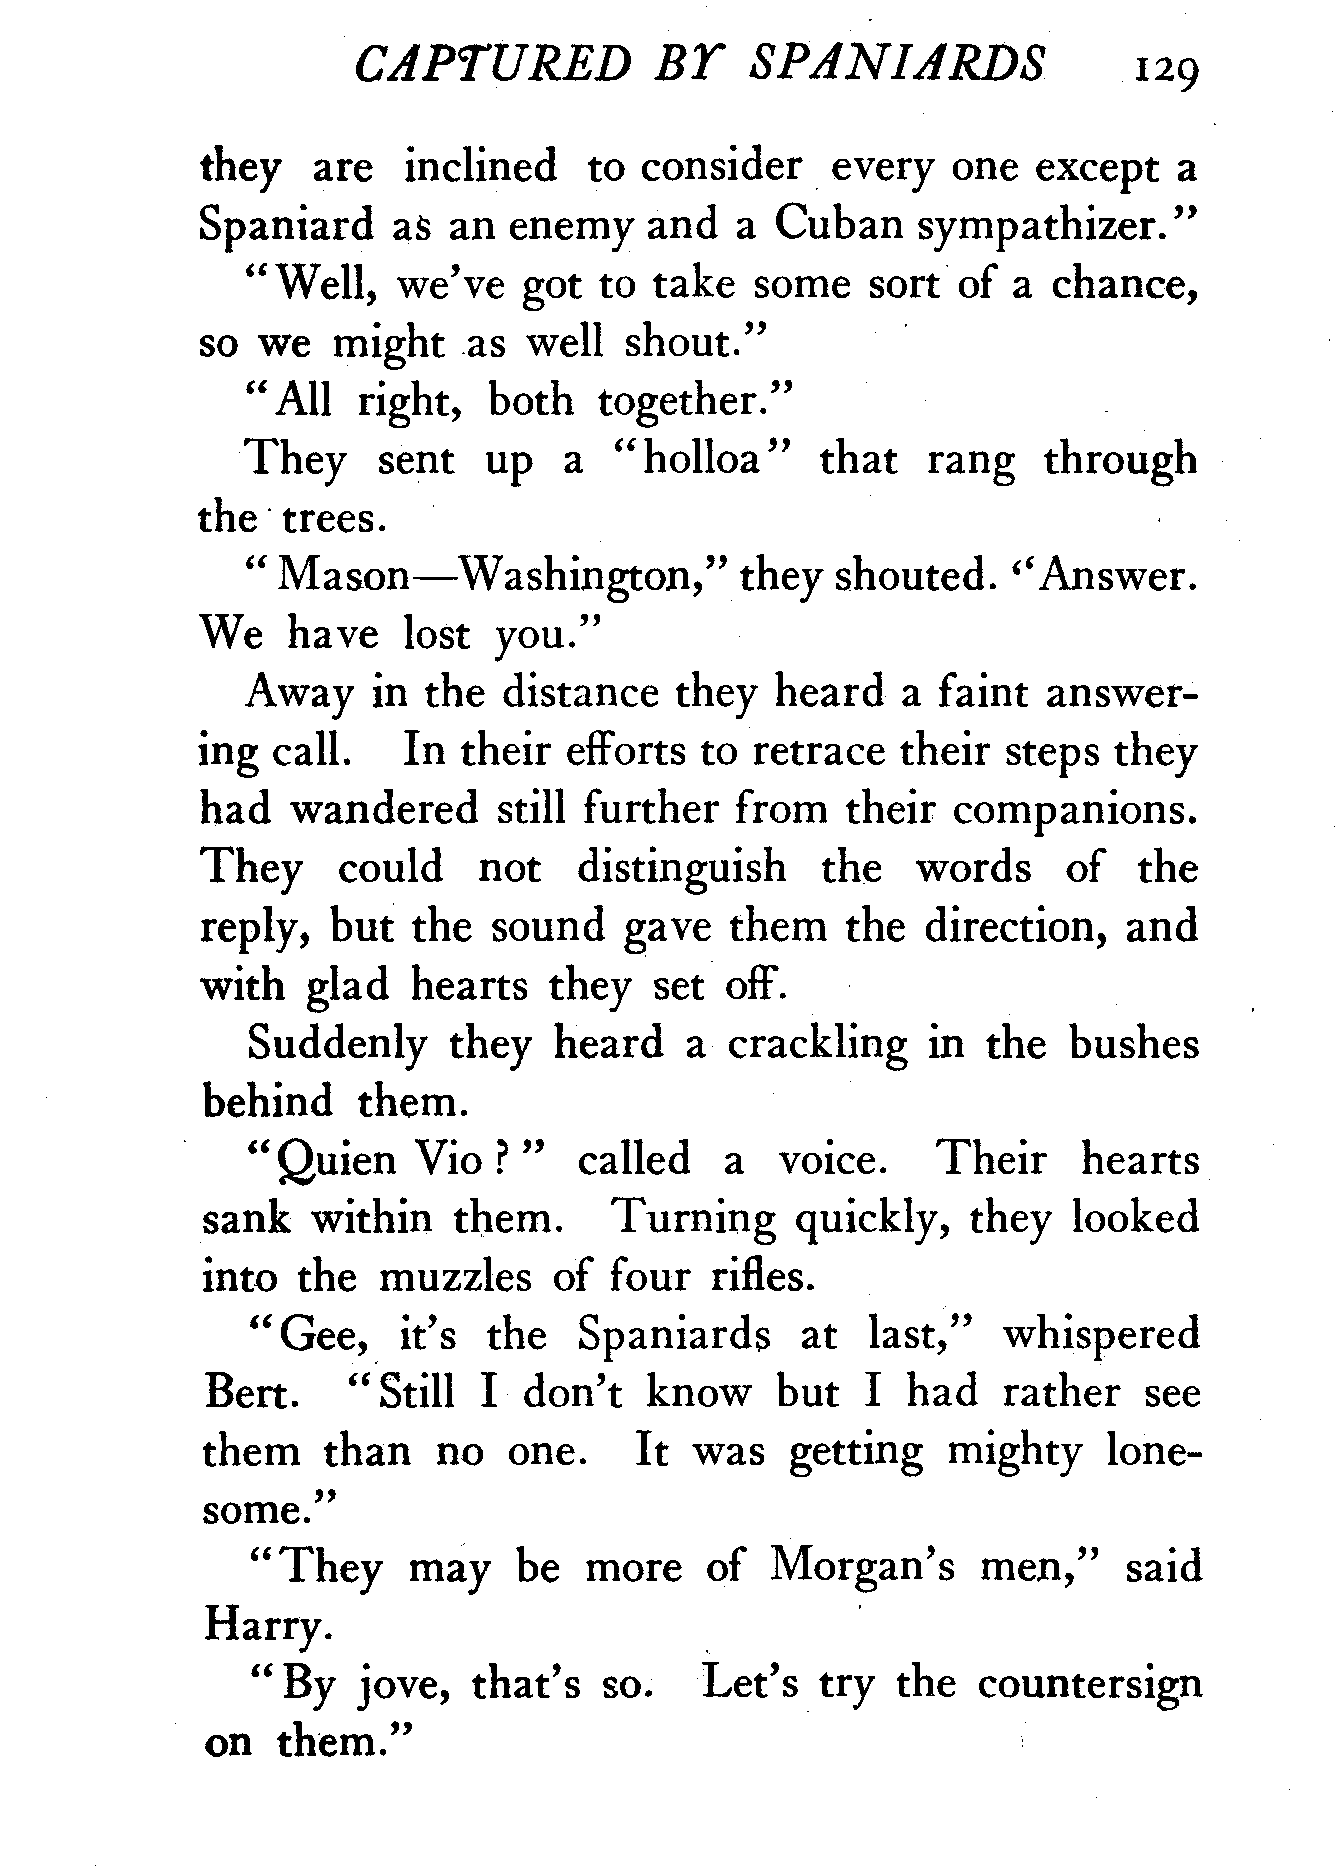 CAPTURED BY SPANIARDS 129
they are inclined to consider every one except a
Spaniard as an enemy and a Cuban sympathizer."
"Well, we've got to take some sort of a chance,
so we might as well shout."
"All right, both together."
They sent up a "holloa" that rang through
the trees.
"Mason—Washington," they shouted. "Answer.
We have lost you."
Away in the distance they heard a faint answer-
ing call. In their efforts to retrace their steps they
had wandered still further from their companions.
They could not distinguish the words of the
reply, but the sound gave them the direction, and
with glad hearts they set off.
Suddenly they heard a crackling in the bushes
behind them.
"Quien Vio?" called a voice. Their hearts
sank within them. Turning quickly, they looked
into the muzzles of four rifles.
"Gee, it's the Spaniards at last," whispered
Bert. "Still I don't know but I had rather see
them than no one. It was getting mighty lone-
some."
"They may be more of Morgan's men," said
Harry.
"By jove, that's so. Let's try the countersign
on them."